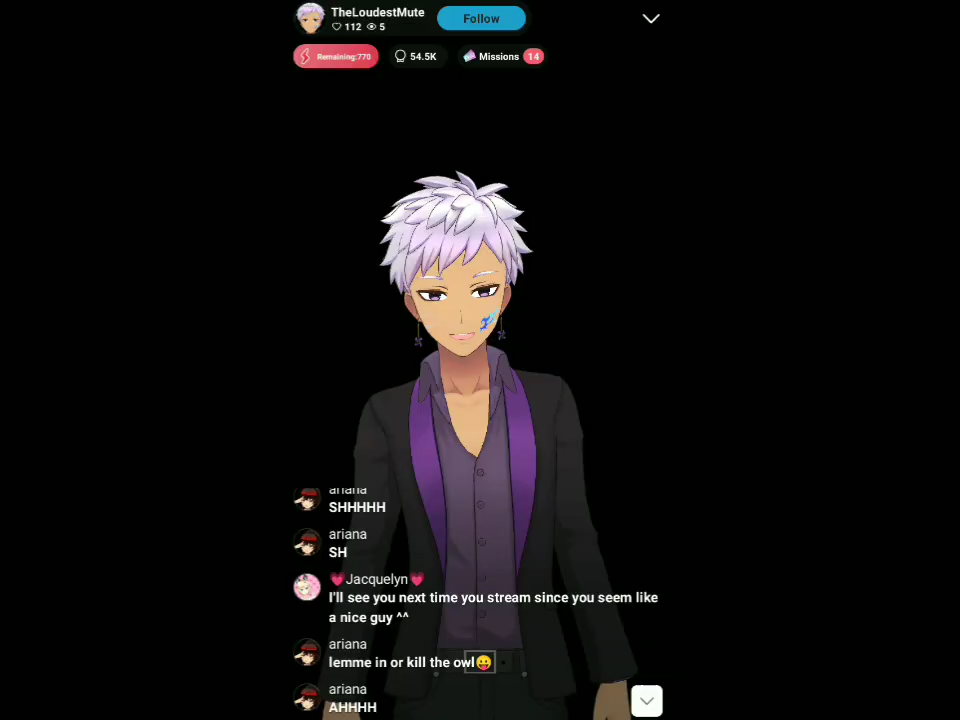 TheLoudestMute
112 5
Follow
Remaining:770
54.5K
Missions 14
ariana
SHHHHH
ariana
SH
💗Jacquelyn💗
I'll see you next time you stream since you seem like
a nice guy ^^
ariana
lemme in or kill the owl😛
ariana
AHHHH